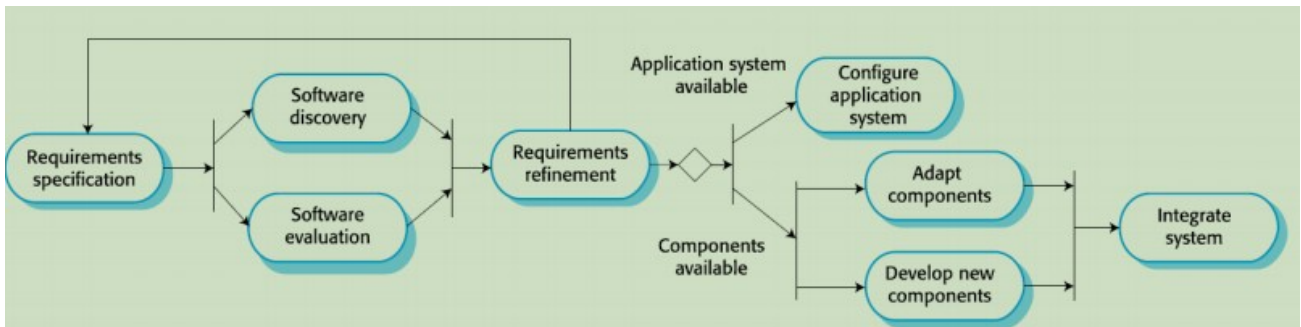 Requirements
specification
Software
discovery
Software
evaluation
Requirements
refinement
Application system
available
Configure
application
system
Components
available
Adapt
components
Develop new
components
Integrate
system